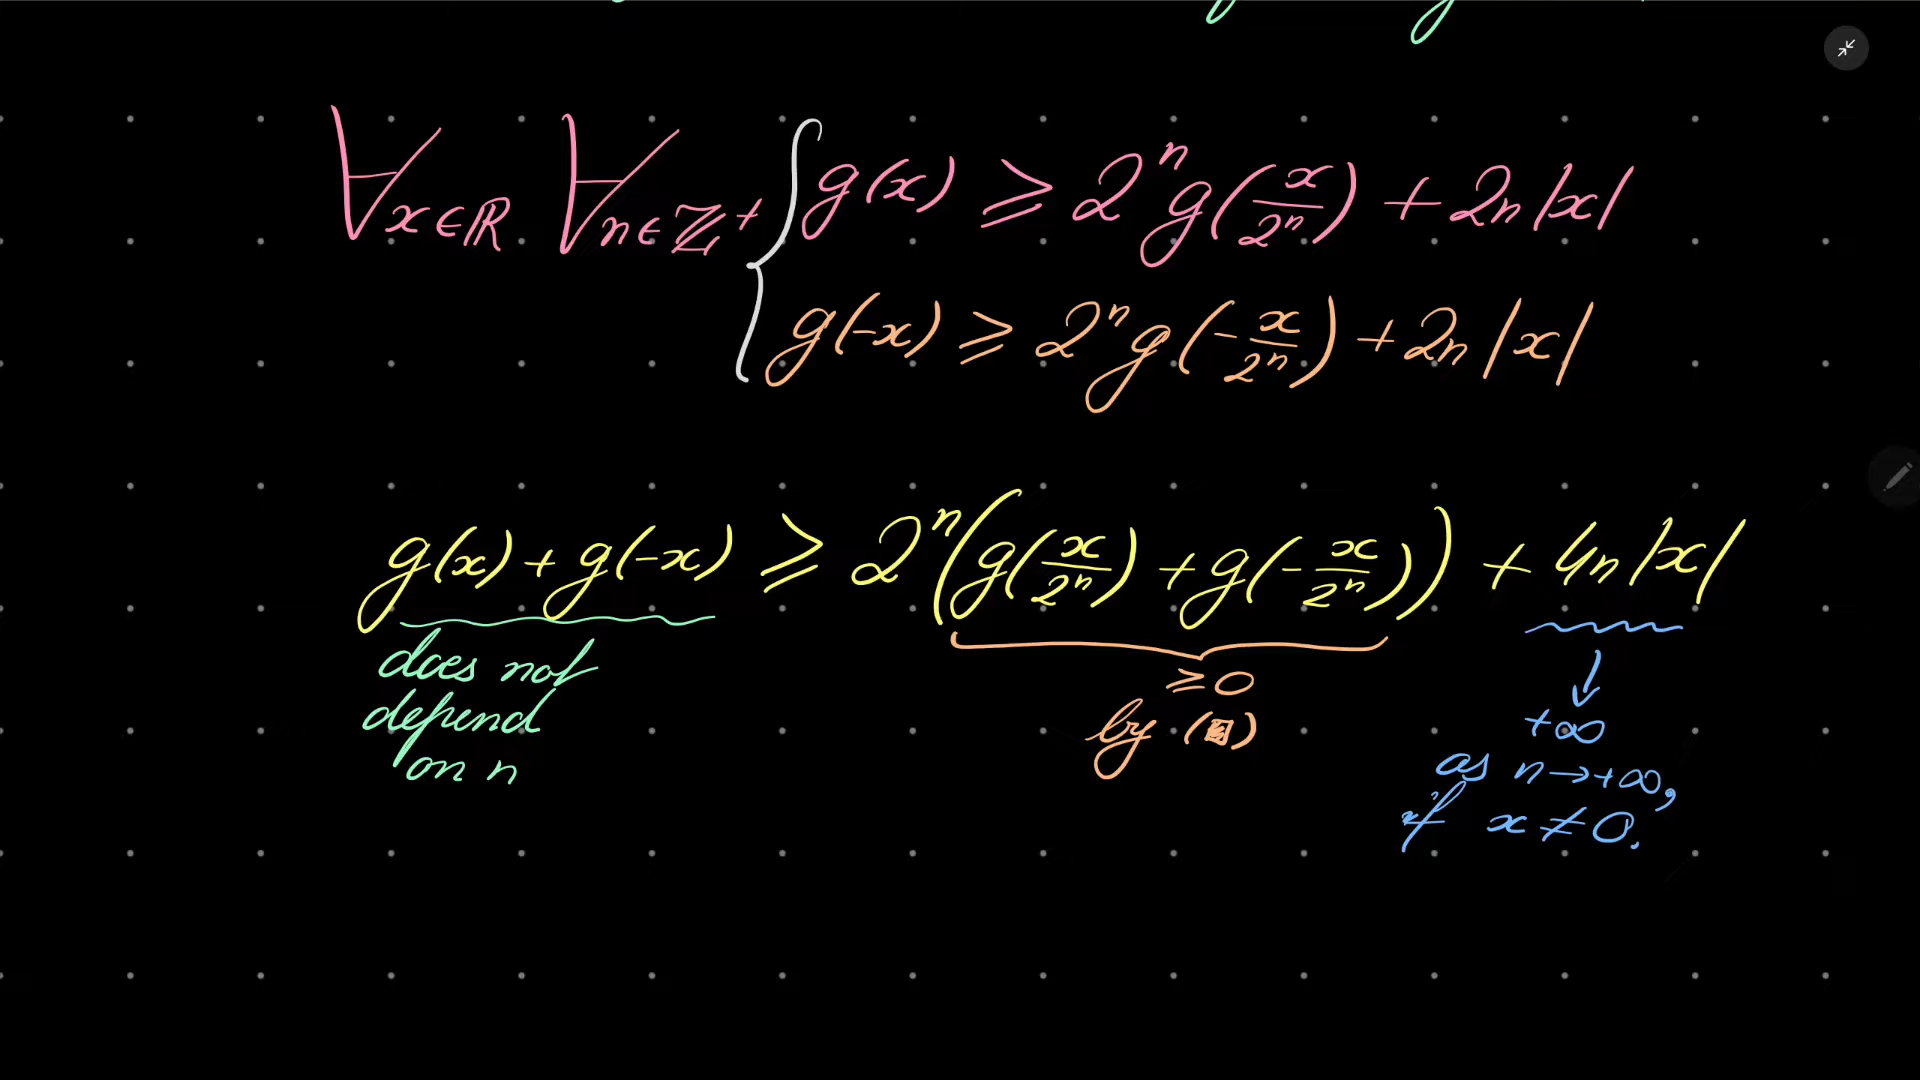 ∀x∈ℝ ∀n∈ℤ⁺ { g(x) ⩾ 2ⁿg(x/2ⁿ) + 2n|x|
g(-x) ⩾ 2ⁿg(-x/2ⁿ) + 2n|x|
g(x) + g(-x) ⩾ 2ⁿ(g(x/2ⁿ) + g(-x/2ⁿ)) + 4n|x|
does not
depend
on n
⩾0
by
↓
+∞
as n→+∞,
if x≠0.